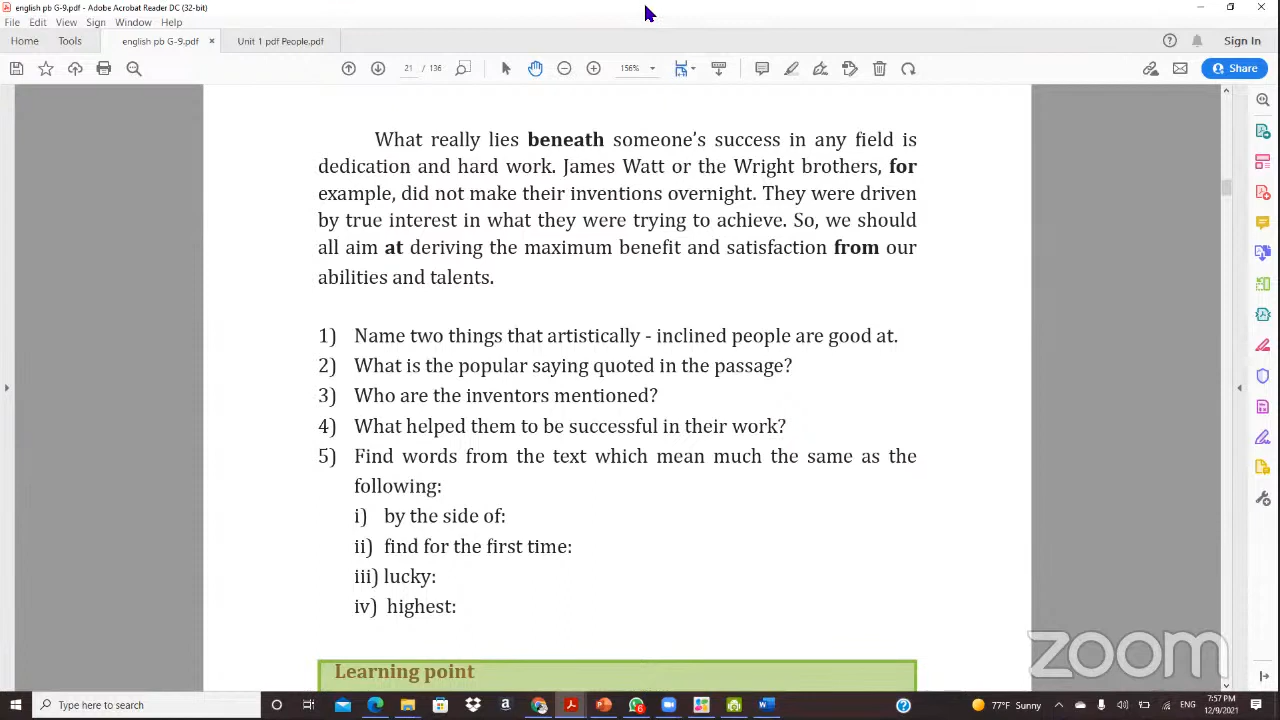 english pb G-9.pdf - Adobe Acrobat Reader DC (32-bit)
File Edit View Sign Window Help
Home Tools english pb G-9.pdf × Unit 1 pdf People.pdf Sign In
21 / 136 156% Share
What really lies beneath someone's success in any field is
dedication and hard work. James Watt or the Wright brothers, for
example, did not make their inventions overnight. They were driven
by true interest in what they were trying to achieve. So, we should
all aim at deriving the maximum benefit and satisfaction from our
abilities and talents.
1) Name two things that artistically - inclined people are good at.
2) What is the popular saying quoted in the passage?
3) Who are the inventors mentioned?
4) What helped them to be successful in their work?
5) Find words from the text which mean much the same as the
following:
i) by the side of:
ii) find for the first time:
iii) lucky:
iv) highest:
Learning point
zoom
Type here to search
77°F Sunny
7:57 PM
12/9/2021